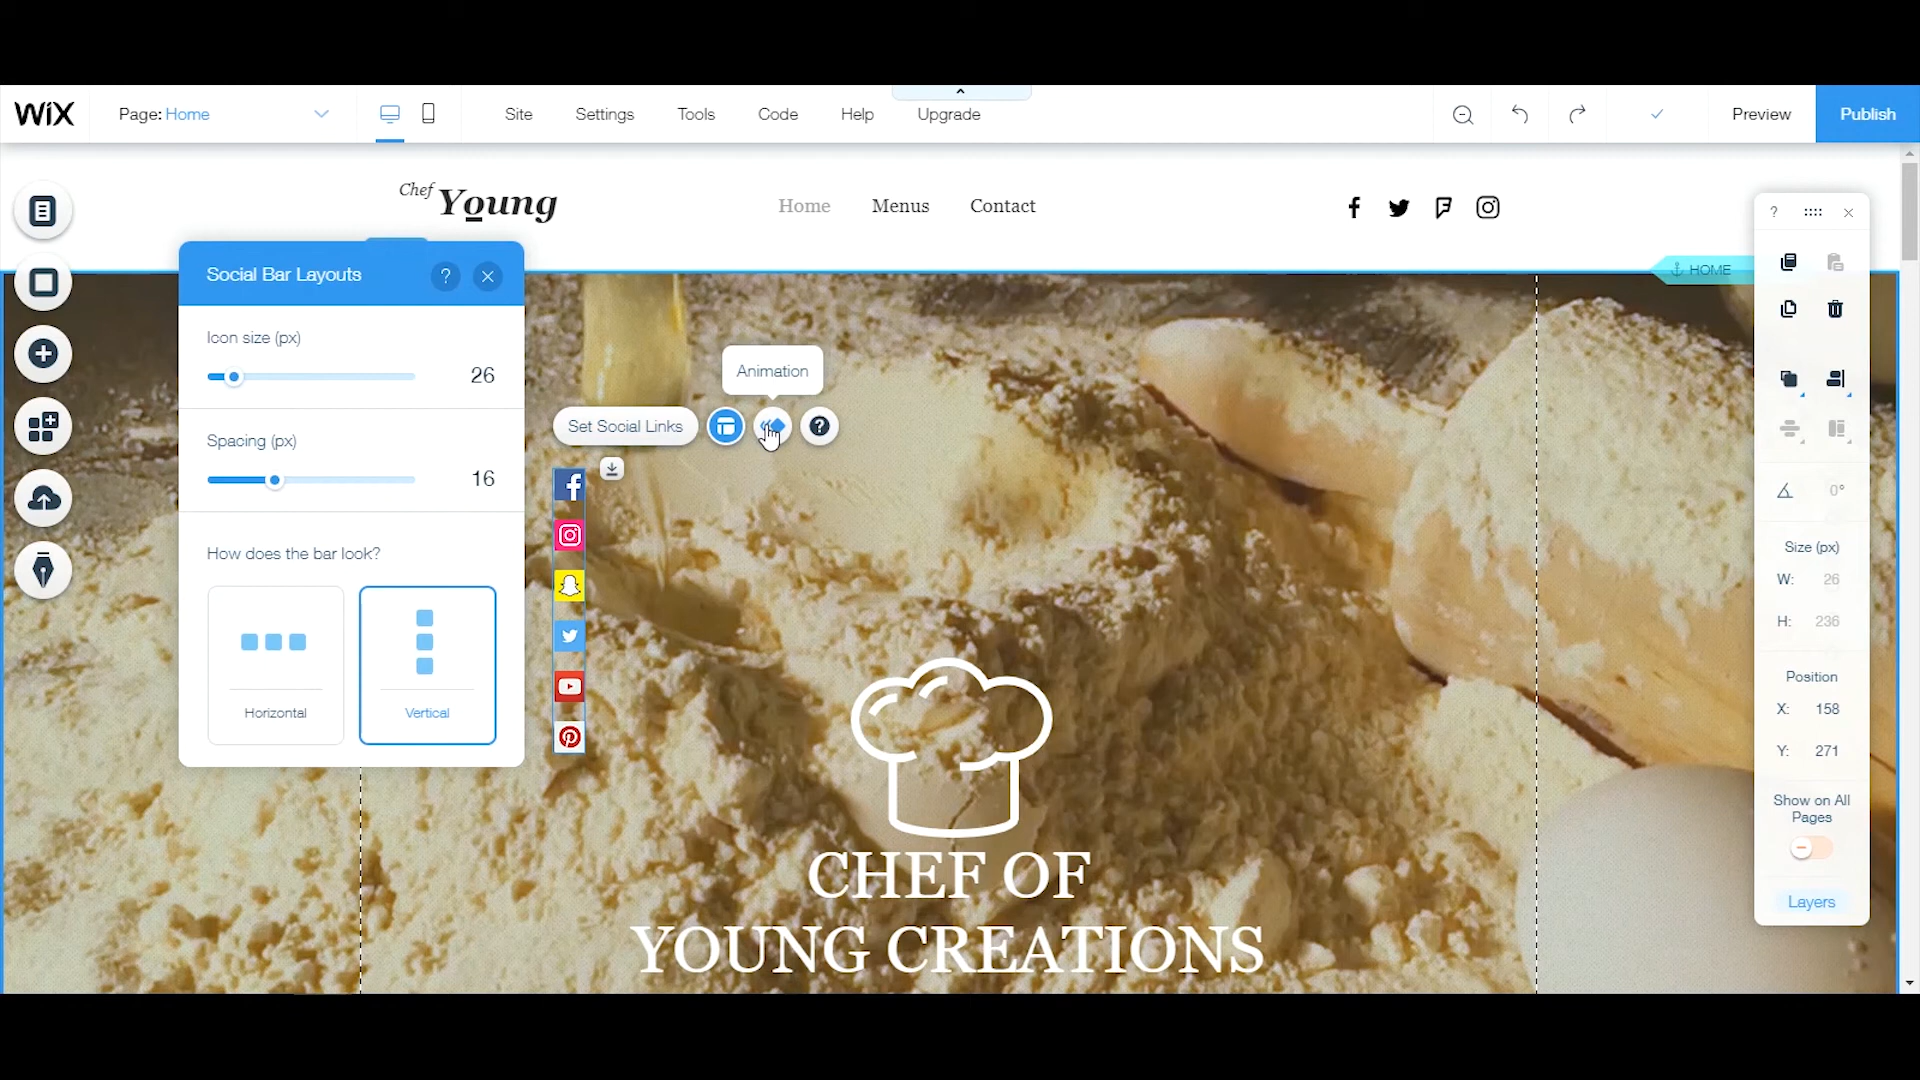 WiX
Page: Home
Site
Settings
Tools
Code
Help
Upgrade
Preview
Publish
Chef
Young
Home
Menus
Contact
HOME
Social Bar Layouts
?
Icon size (px)
26
Spacing (px)
16
How does the bar look?
Horizontal
Vertical
Animation
Set Social Links
?
CHEF OF
YOUNG CREATIONS
?
0°
Size (px)
W: 26
H: 236
Position
X: 158
Y: 271
Show on All
Pages
Layers